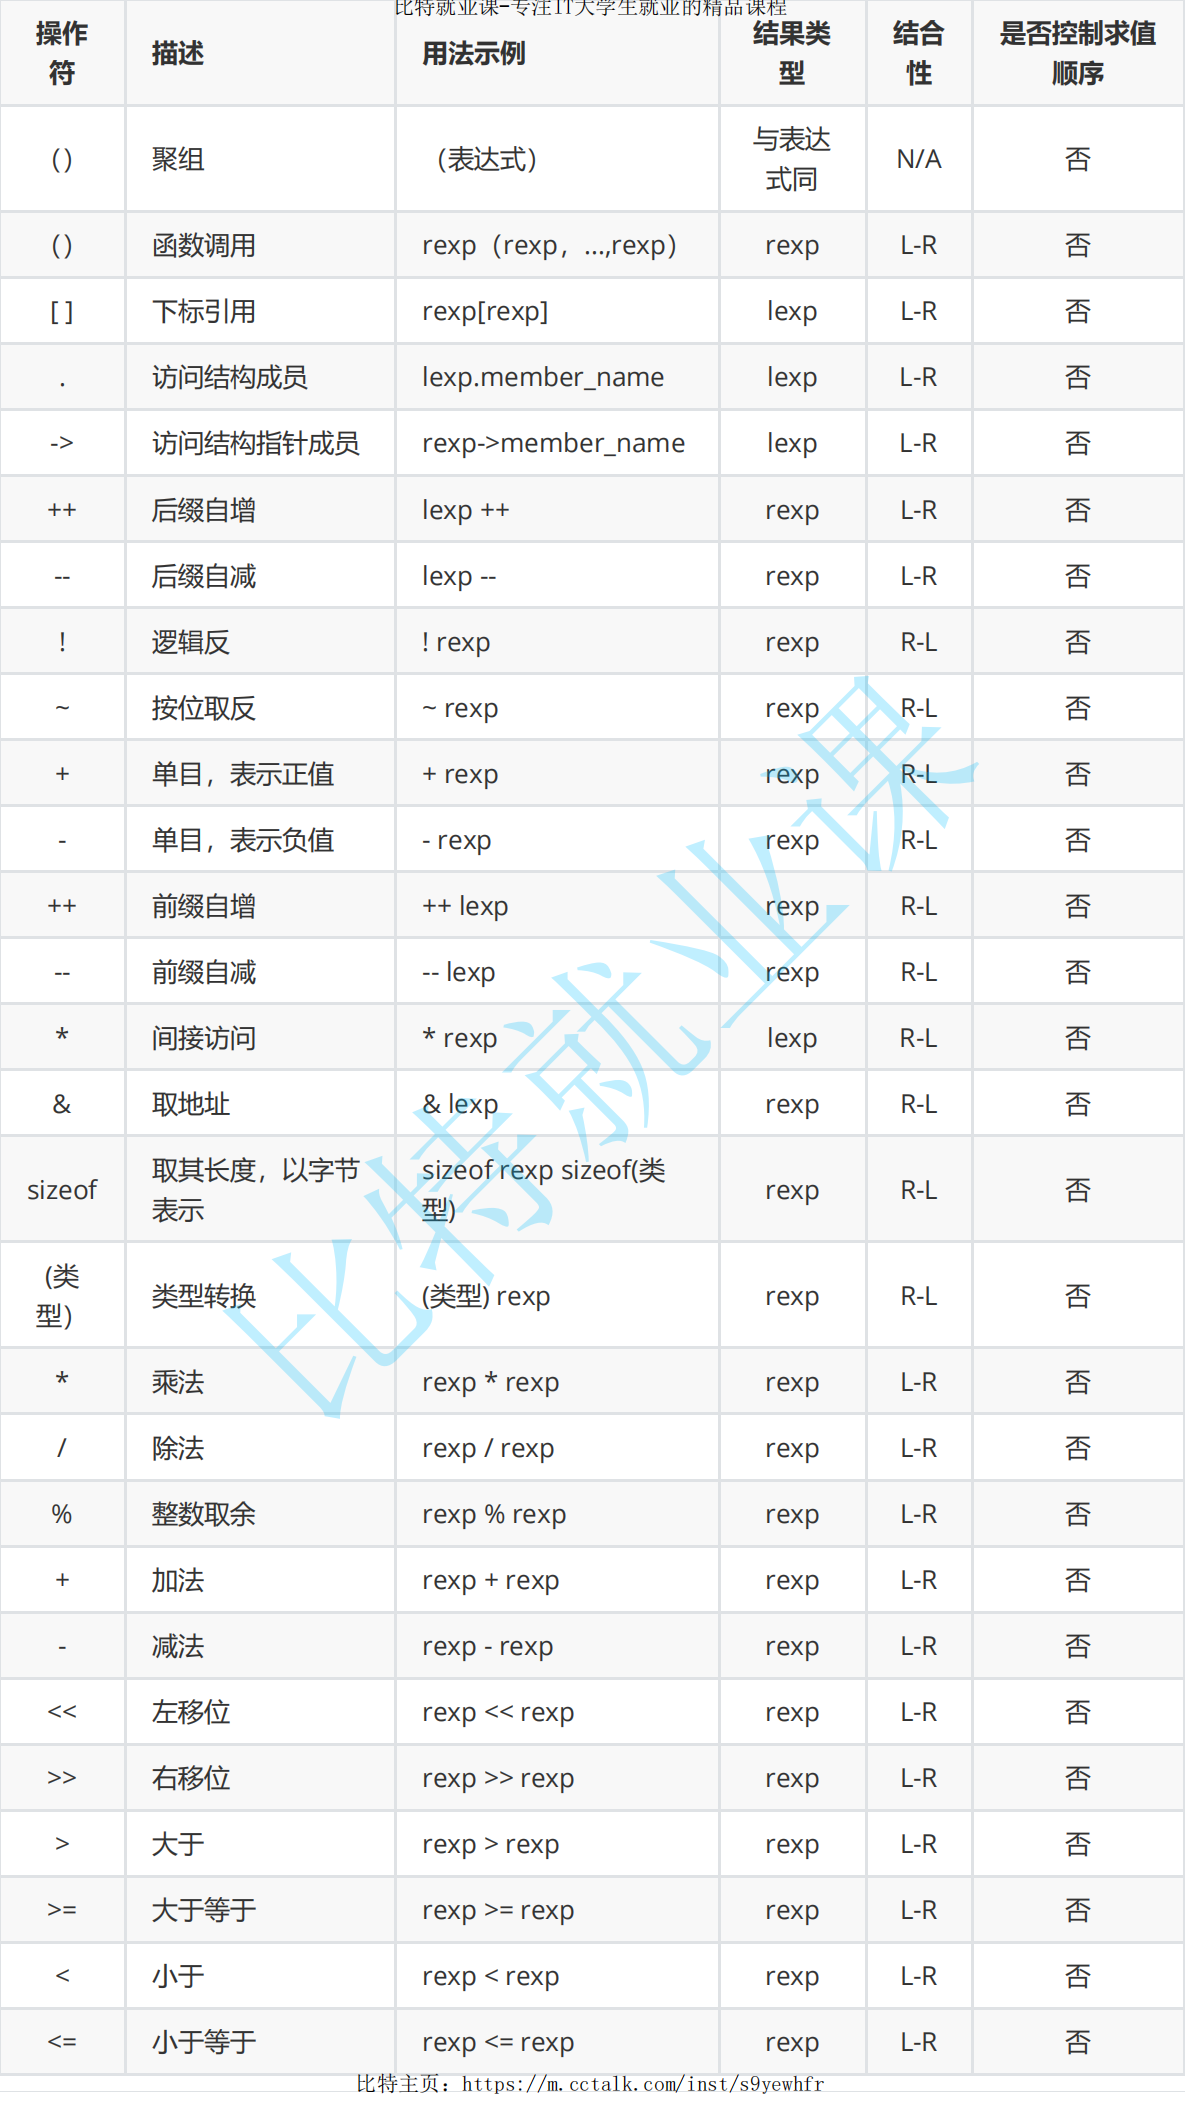 比特就业课-专注IT大学生就业的精品课程
操作符 描述 用法示例 结果类型 结合性 是否控制求值顺序
() 聚组 （表达式） 与表达式同 N/A 否
() 函数调用 rexp（rexp，...,rexp） rexp L-R 否
[ ] 下标引用 rexp[rexp] lexp L-R 否
. 访问结构成员 lexp.member_name lexp L-R 否
-> 访问结构指针成员 rexp->member_name lexp L-R 否
++ 后缀自增 lexp ++ rexp L-R 否
-- 后缀自减 lexp -- rexp L-R 否
! 逻辑反 ! rexp rexp R-L 否
~ 按位取反 ~ rexp rexp R-L 否
+ 单目，表示正值 + rexp rexp R-L 否
- 单目，表示负值 - rexp rexp R-L 否
++ 前缀自增 ++ lexp rexp R-L 否
-- 前缀自减 -- lexp rexp R-L 否
* 间接访问 * rexp lexp R-L 否
& 取地址 & lexp rexp R-L 否
sizeof 取其长度，以字节表示 sizeof rexp sizeof(类型) rexp R-L 否
(类型） 类型转换 (类型) rexp rexp R-L 否
* 乘法 rexp * rexp rexp L-R 否
/ 除法 rexp / rexp rexp L-R 否
% 整数取余 rexp % rexp rexp L-R 否
+ 加法 rexp + rexp rexp L-R 否
- 减法 rexp - rexp rexp L-R 否
<< 左移位 rexp << rexp rexp L-R 否
>> 右移位 rexp >> rexp rexp L-R 否
> 大于 rexp > rexp rexp L-R 否
>= 大于等于 rexp >= rexp rexp L-R 否
< 小于 rexp < rexp rexp L-R 否
<= 小于等于 rexp <= rexp rexp L-R 否
比特就业课
比特主页：https://m.cctalk.com/inst/s9yewhfr